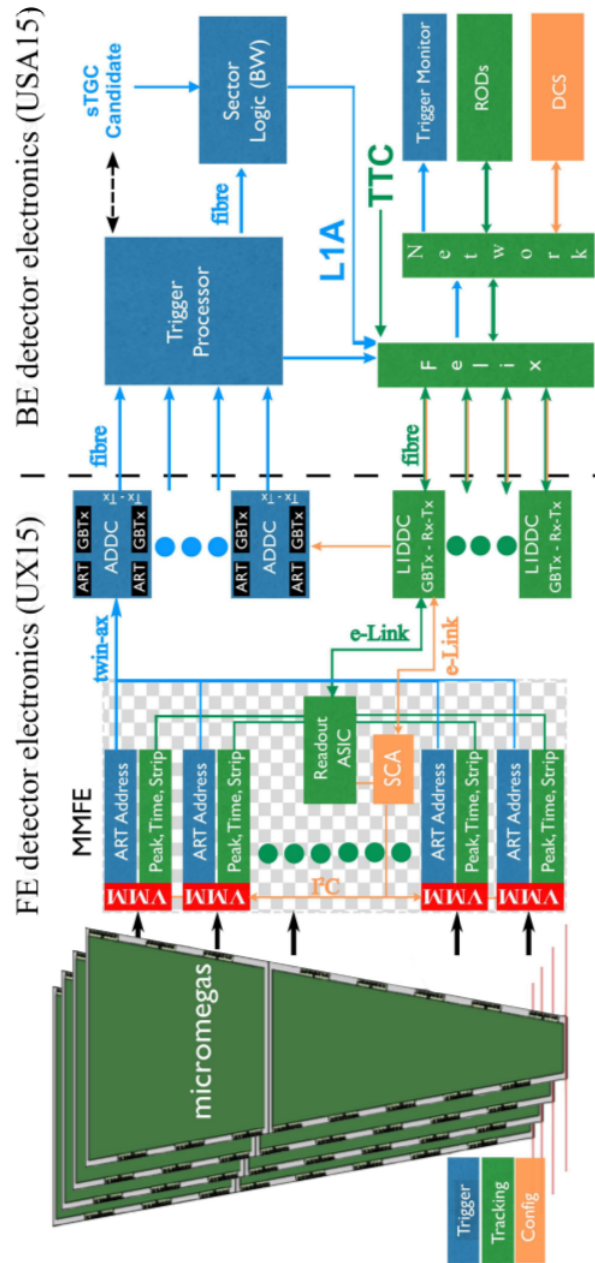 FE detector electronics (UX15)
BE detector electronics (USA15)
micromegas
MMFE
VMM
ART Address
Peak, Time, Strip
VMM
ART Address
Peak, Time, Strip
I²C
Readout
ASIC
SCA
VMM
ART Address
Peak, Time, Strip
VMM
ART Address
Peak, Time, Strip
twin-ax
e-Link
e-Link
ART GBTx
ADDC
ART GBTx
Tx - Tx
ART GBTx
ADDC
ART GBTx
Tx - Tx
LIDDC
GBTx - Rx-Tx
LIDDC
GBTx - Rx-Tx
fibre
fibre
Trigger
Processor
fibre
sTGC
Candidate
Sector
Logic (BW)
L1A
TTC
Felix
Network
Trigger Monitor
RODs
DCS
Trigger
Tracking
Config